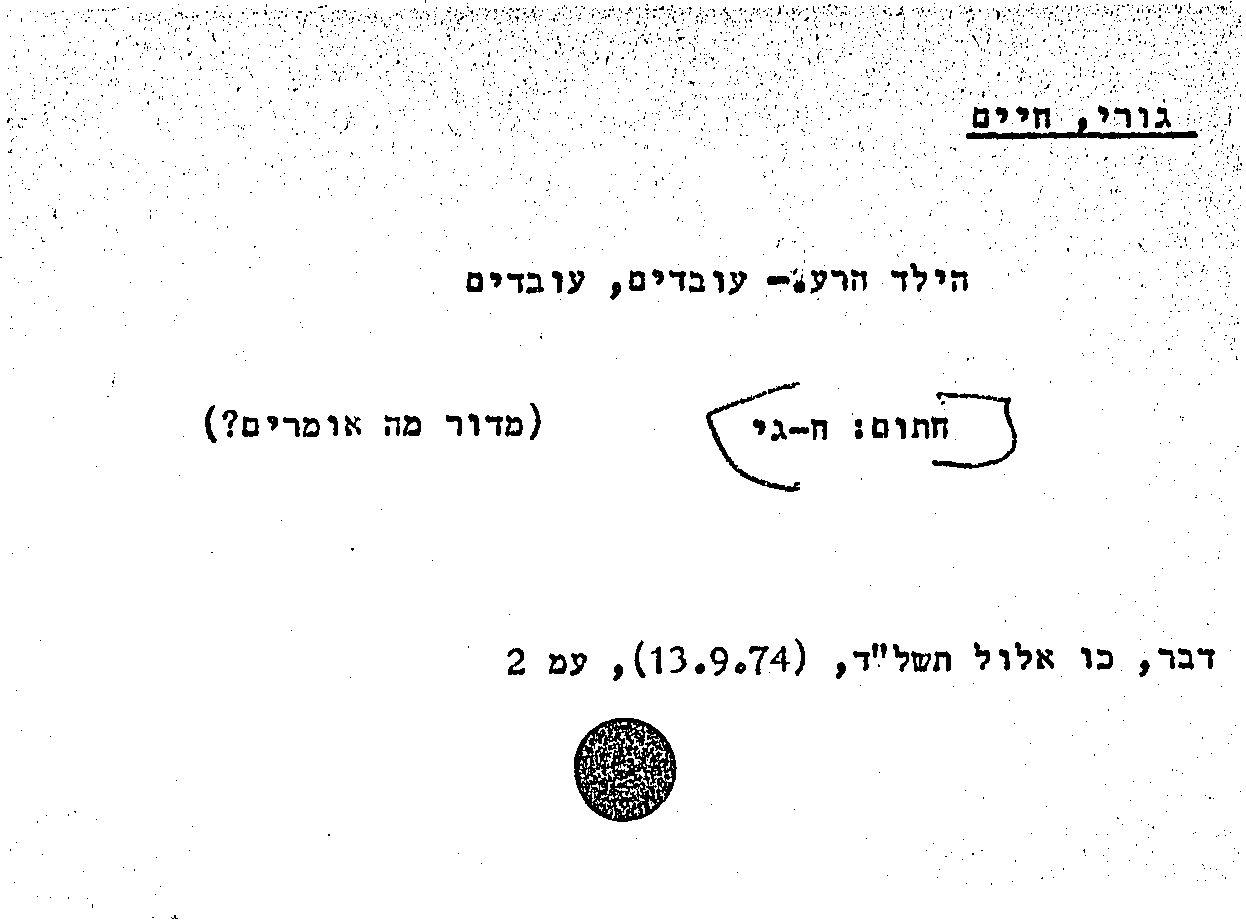 גורי, חיים
הילד הרע.- עובדים, עובדים
חתום: ח-גי (מדור מה אומרים?)
דבר, כו אלול תשל"ד, (13.9.74), עמ 2